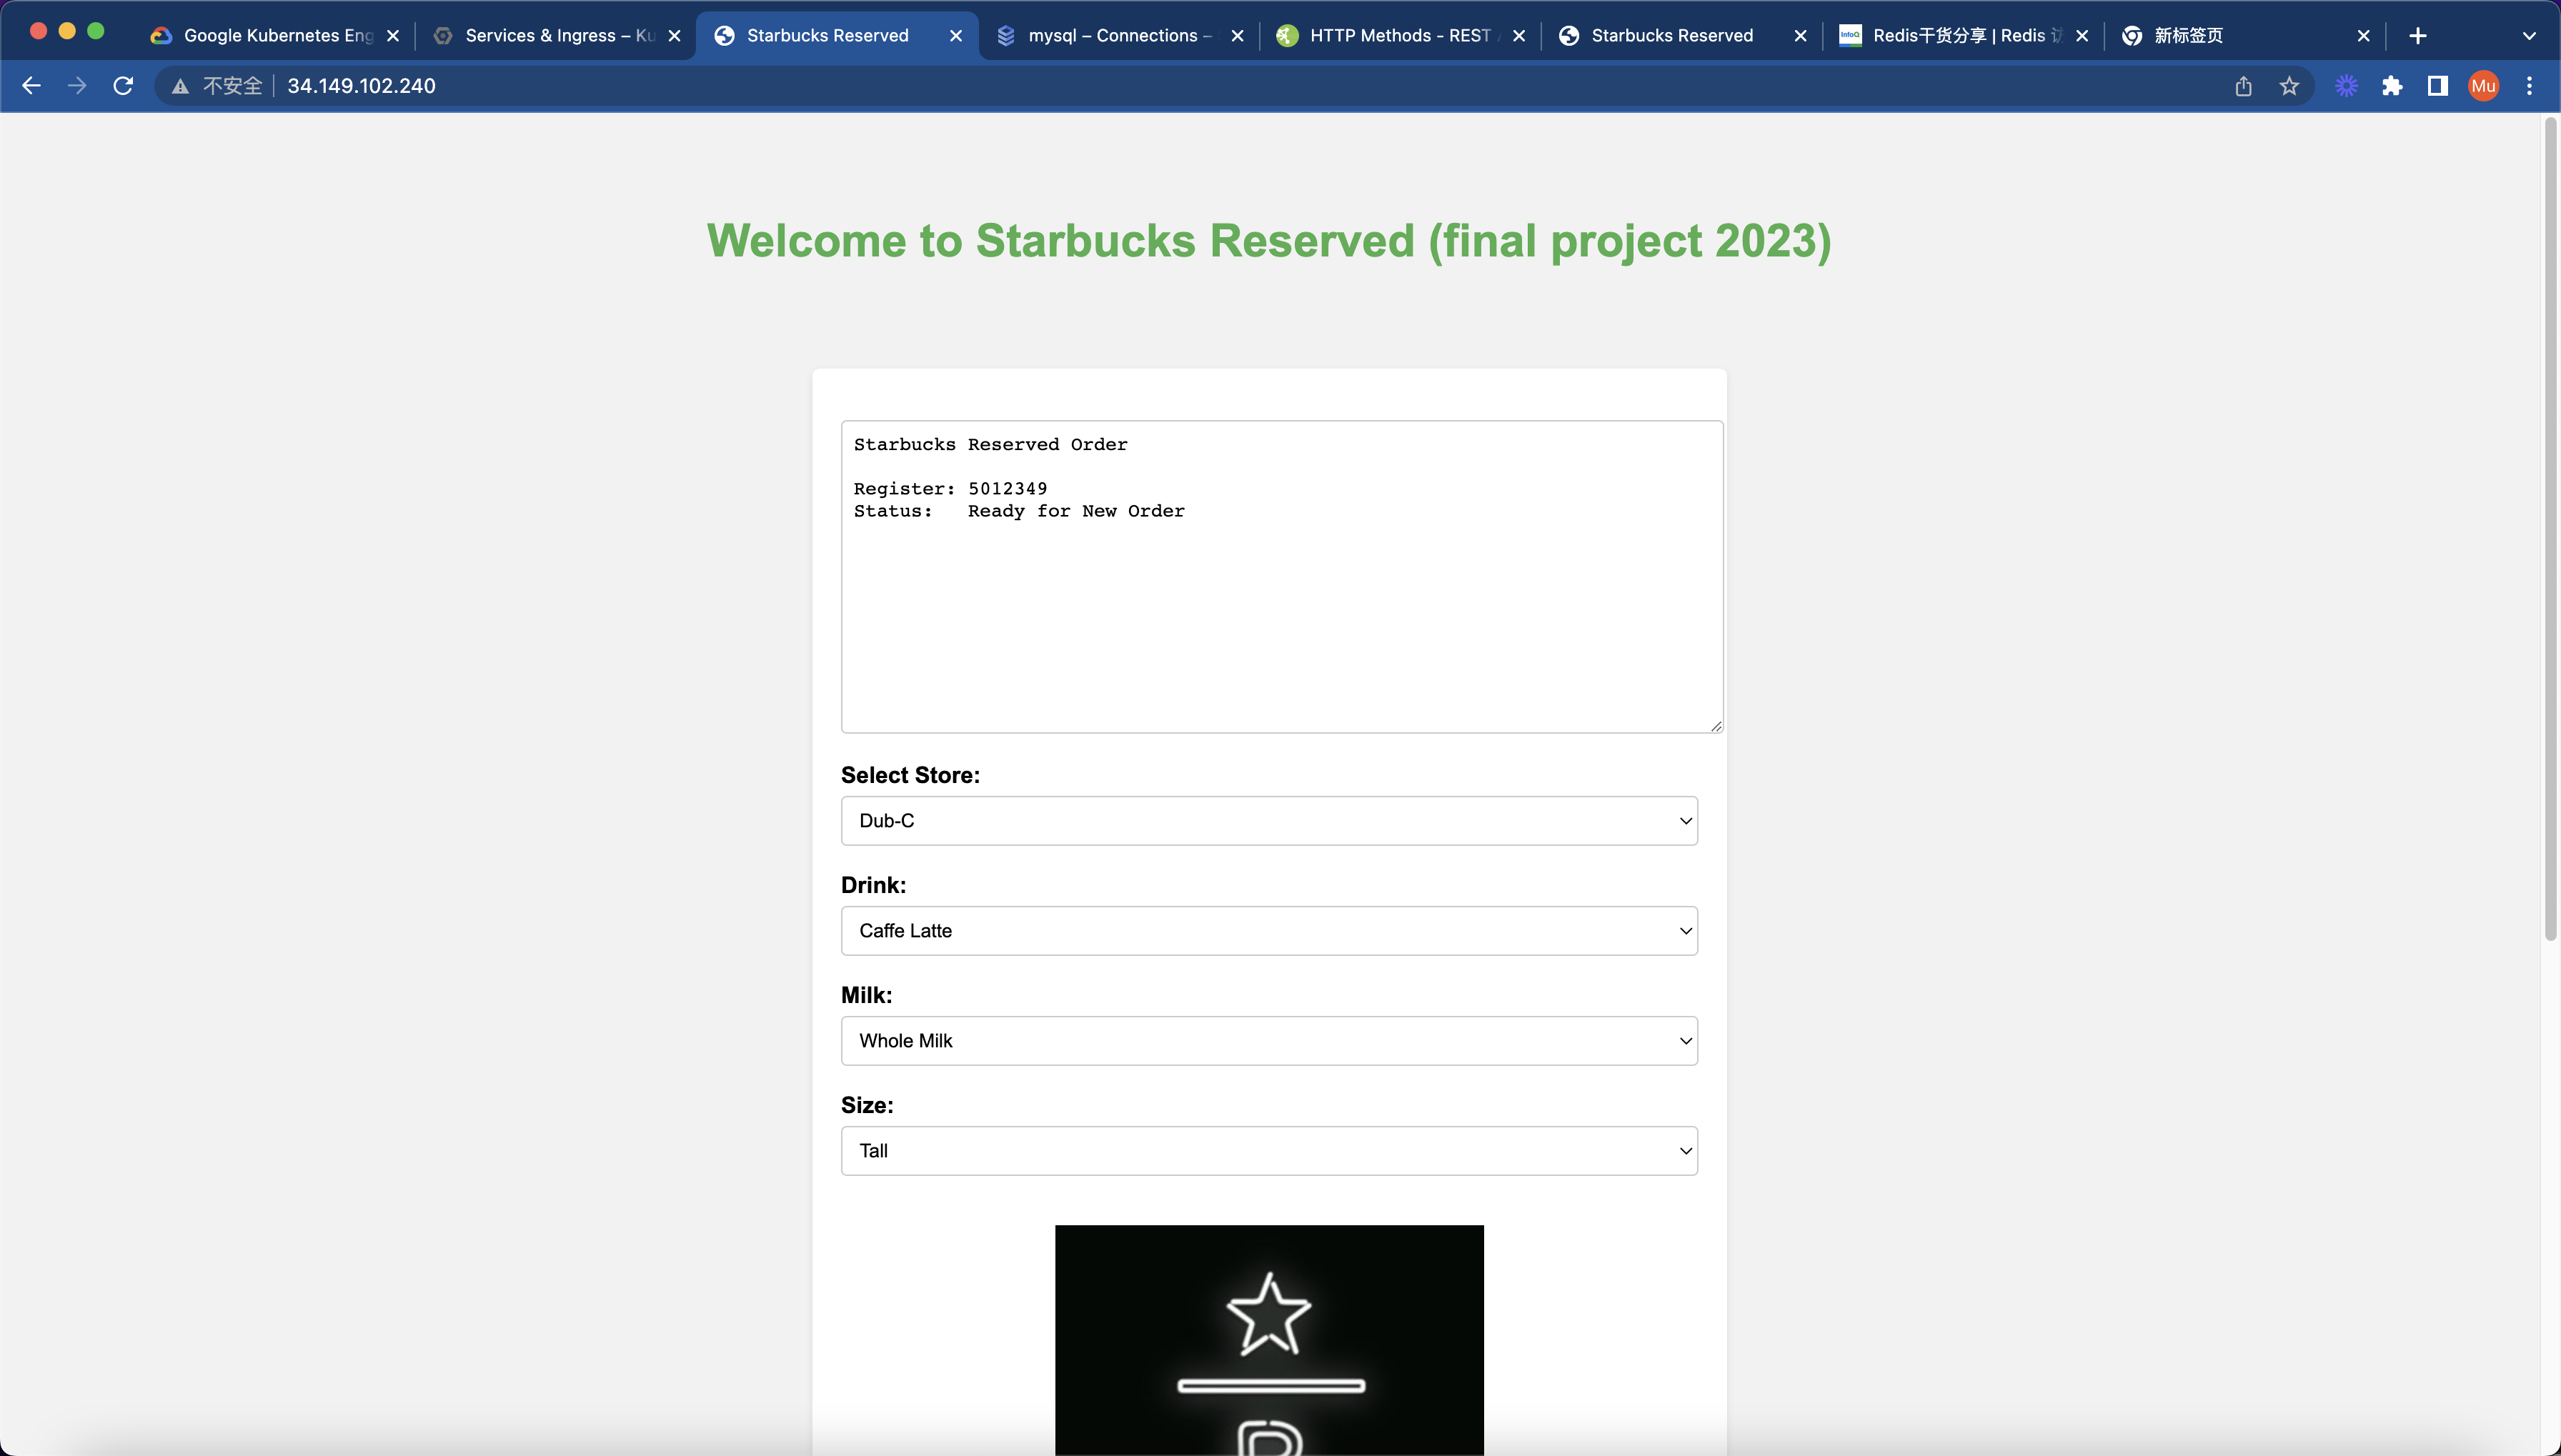 Google Kubernetes Eng
Services & Ingress – Ku
Starbucks Reserved
mysql – Connections –
HTTP Methods - REST
Starbucks Reserved
InfoQ
Redis干货分享 | Redis
新标签页
不安全
34.149.102.240
Mu
Welcome to Starbucks Reserved (final project 2023)
Starbucks Reserved Order
Register: 5012349
Status: Ready for New Order
Select Store:
Dub-C
Drink:
Caffe Latte
Milk:
Whole Milk
Size:
Tall
R